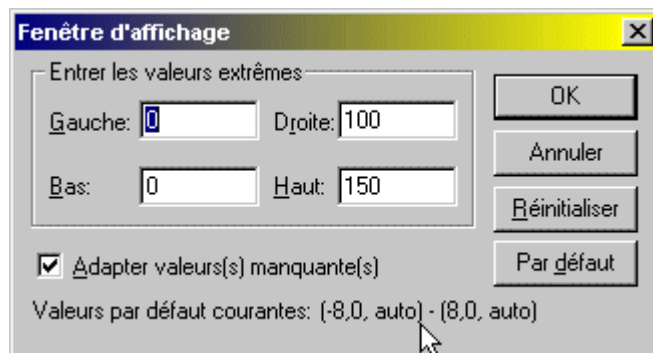 Fenêtre d'affichage
Entrer les valeurs extrêmes
Gauche: 0 Droite: 100
Bas: 0 Haut: 150
OK
Annuler
Réinitialiser
Par défaut
Adapter valeurs(s) manquante(s)
Valeurs par défaut courantes: (-8,0, auto) - (8,0, auto)